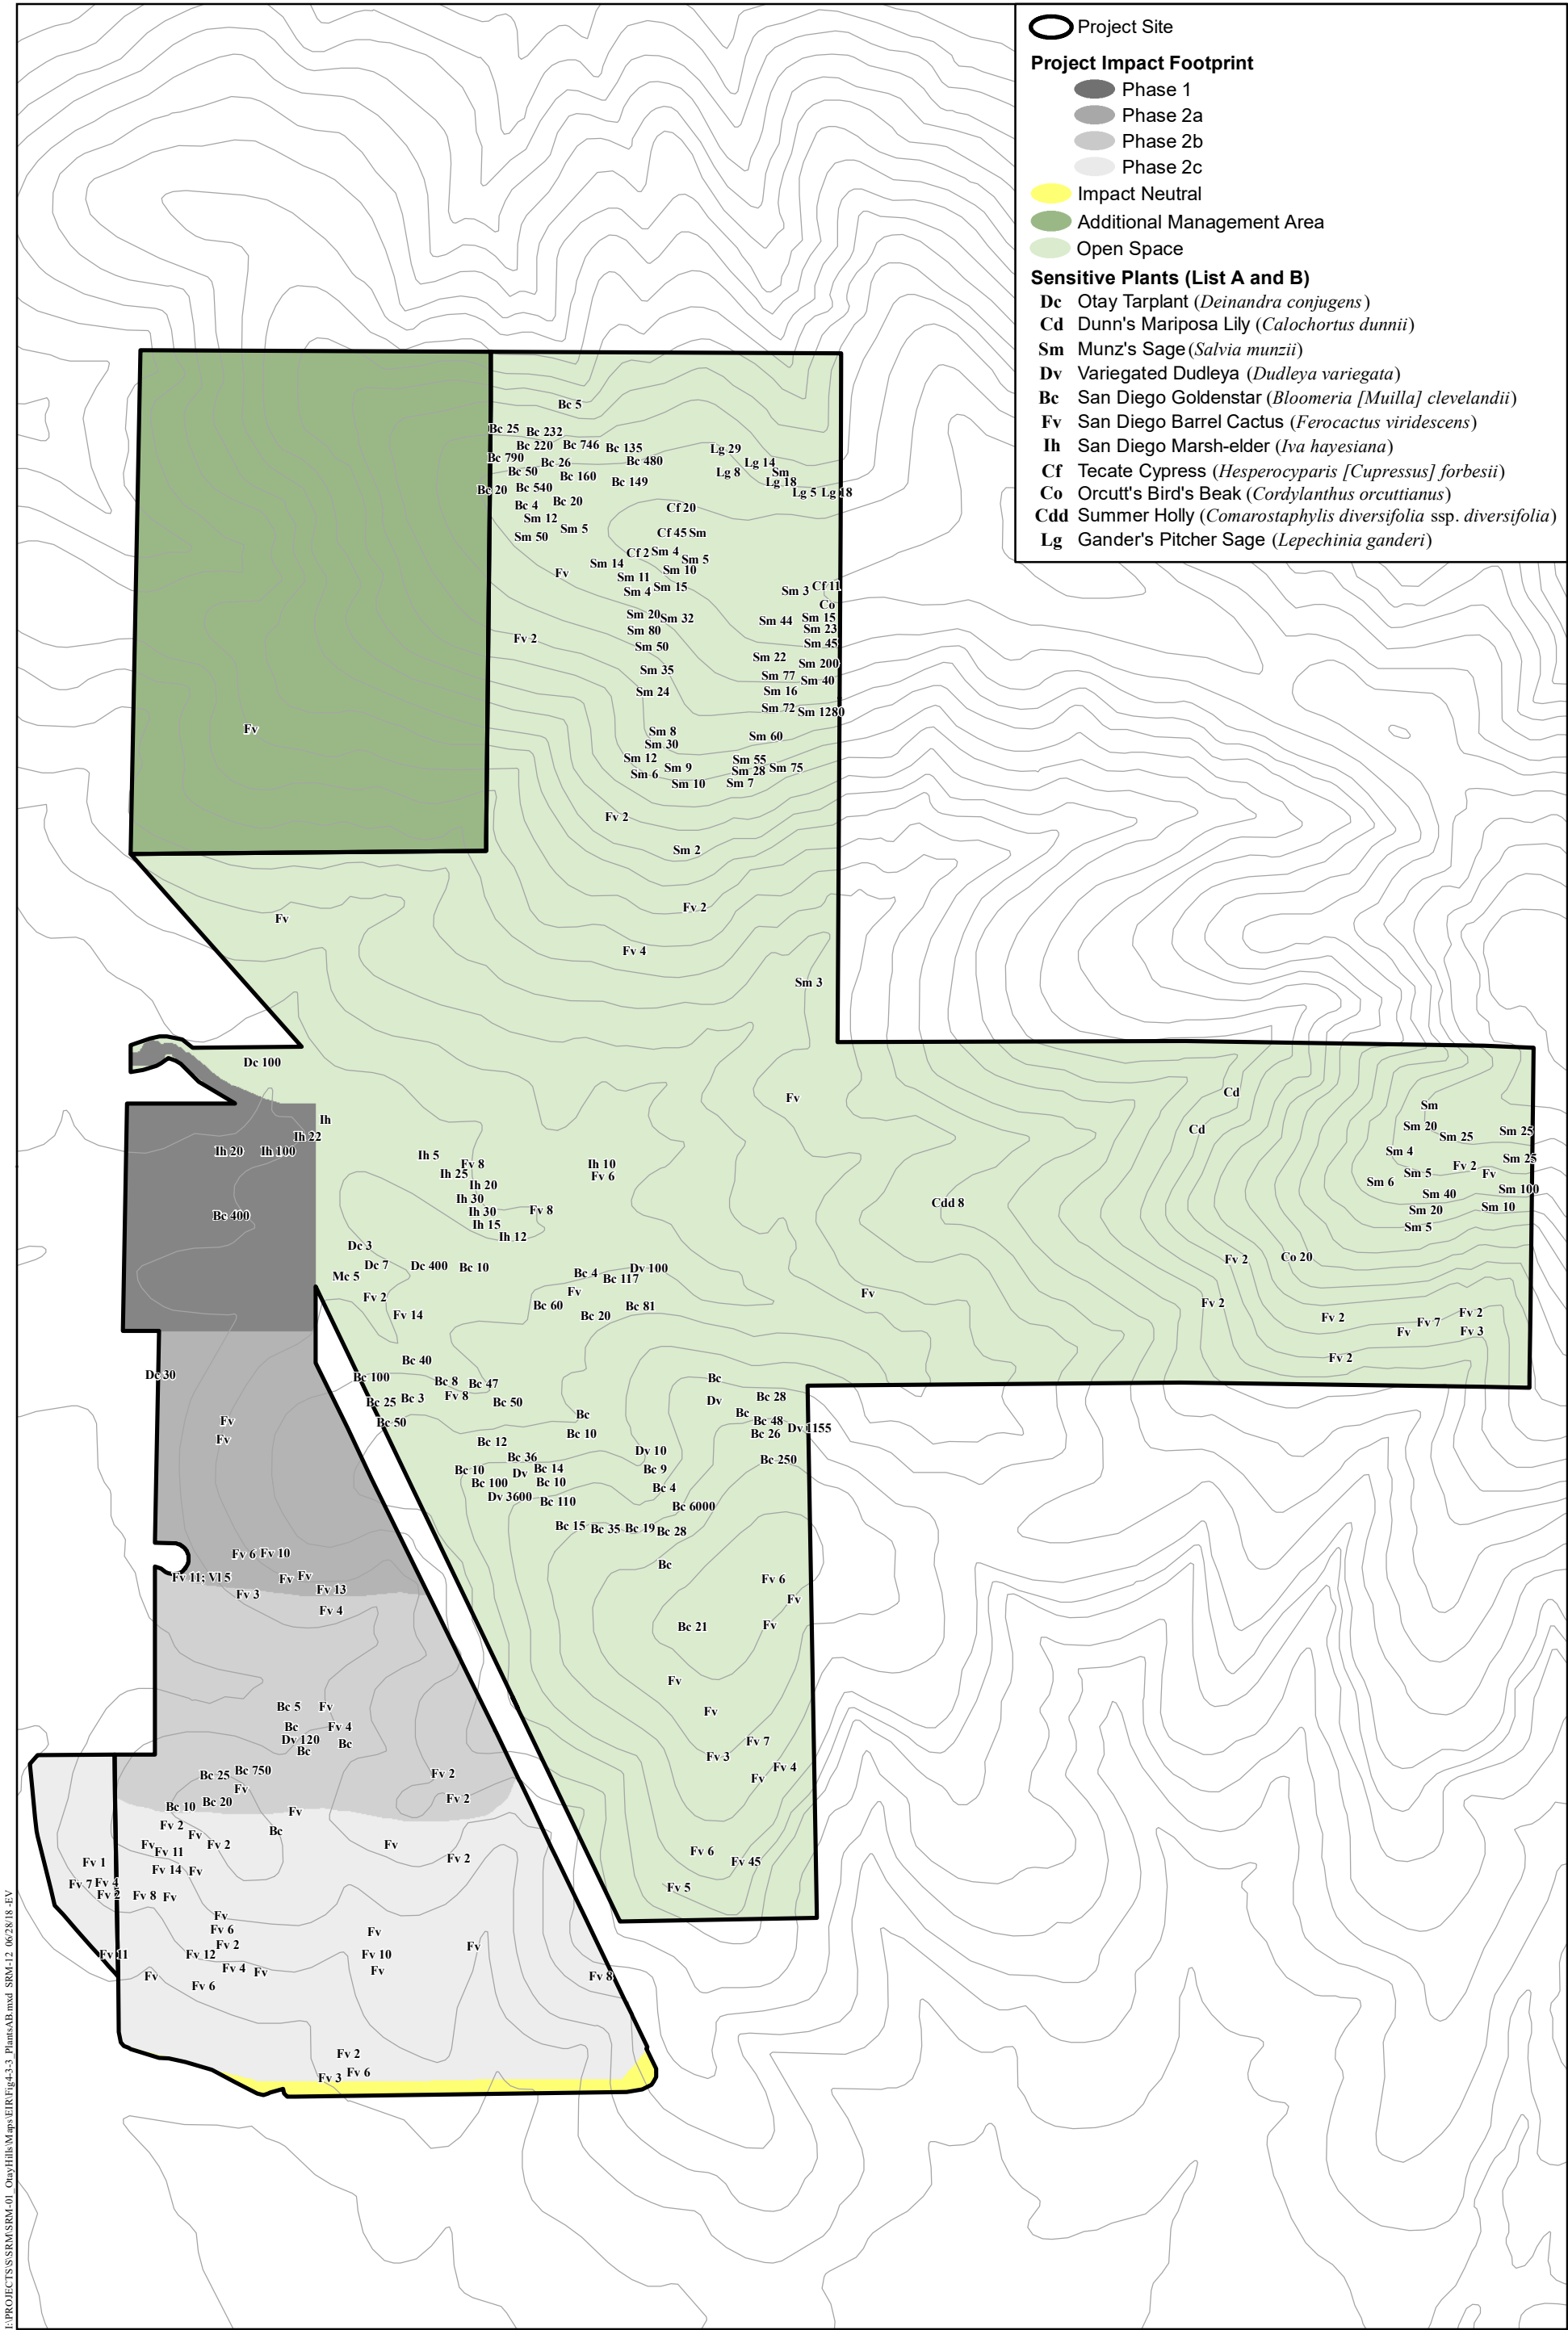 Project Site
Project Impact Footprint
Phase 1
Phase 2a
Phase 2b
Phase 2c
Impact Neutral
Additional Management Area
Open Space
Sensitive Plants (List A and B)
Dc Otay Tarplant (Deinandra conjugens)
Cd Dunn's Mariposa Lily (Calochortus dunnii)
Sm Munz's Sage (Salvia munzii)
Dv Variegated Dudleya (Dudleya variegata)
Bc San Diego Goldenstar (Bloomeria [Muilla] clevelandii)
Fv San Diego Barrel Cactus (Ferocactus viridescens)
Ih San Diego Marsh-elder (Iva hayesiana)
Cf Tecate Cypress (Hesperocyparis [Cupressus] forbesii)
Co Orcutt's Bird's Beak (Cordylanthus orcuttianus)
Cdd Summer Holly (Comarostaphylis diversifolia ssp. diversifolia)
Lg Gander's Pitcher Sage (Lepechinia ganderi)
Bc 5
Bc 25
Bc 232
Bc 220
Bc 746
Bc 135
Lg 29
Bc 790
Bc 26
Bc 480
Lg 14
Bc 50
Bc 160
Lg 8
Sm
Bc 149
Lg 18
Bc 20
Bc 540
Lg 5
Lg 18
Bc 4
Bc 20
Cf 20
Sm 12
Sm 5
Sm 50
Cf 45
Sm
Cf 2
Sm 4
Sm 5
Sm 14
Sm 10
Fv
Sm 11
Sm 15
Sm 4
Sm 3
Cf 11
Co
Sm 20
Sm 32
Sm 44
Sm 15
Sm 80
Sm 23
Fv 2
Sm 50
Sm 45
Sm 22
Sm 200
Sm 35
Sm 77
Sm 40
Sm 24
Sm 16
Sm 72
Sm 1280
Fv
Sm 8
Sm 60
Sm 30
Sm 12
Sm 9
Sm 55
Sm 75
Sm 6
Sm 28
Sm 10
Sm 7
Fv 2
Sm 2
Fv 2
Fv
Fv 4
Sm 3
Dc 100
Cd
Fv
Sm
Ih
Sm 20
Cd
Sm 25
Sm 25
Ih 22
Ih 20
Ih 100
Ih 5
Sm 4
Fv 8
Ih 10
Sm 25
Ih 25
Fv 6
Sm 5
Fv 2
Fv
Ih 20
Sm 6
Sm 100
Ih 30
Cdd 8
Sm 40
Ih 30
Fv 8
Sm 20
Sm 10
Bc 400
Ih 15
Sm 5
Ih 12
Dc 3
Dc 7
Dc 400
Bc 10
Co 20
Fv 2
Mc 5
Bc 4
Bc 117
Dv 100
Fv
Fv
Fv 2
Bc 60
Bc 81
Fv 2
Fv 14
Bc 20
Fv 2
Fv 7
Fv 2
Fv
Fv 3
Fv 2
Bc 40
Dc 30
Bc 100
Bc 8
Bc 47
Bc
Bc 25
Bc 3
Fv 8
Bc 50
Dv
Bc 28
Bc 50
Bc
Bc
Bc 48
Dv 1155
Fv
Bc 10
Bc 26
Fv
Bc 12
Dv 10
Bc 36
Bc 250
Bc 10
Dv
Bc 14
Bc 9
Bc 100
Bc 10
Bc 4
Dv 3600
Bc 110
Bc 6000
Bc 15
Bc 35
Bc 19
Bc 28
Fv 6
Fv 10
Bc
Fv 11; V15
Fv
Fv
Fv 6
Fv 3
Fv 13
Fv
Fv 4
Bc 21
Fv
Fv
Bc 5
Fv
Fv
Bc
Fv 4
Dv 120
Bc
Bc
Fv 7
Fv 3
Bc 25
Bc 750
Fv 2
Fv 4
Fv
Fv
Bc 10
Bc 20
Fv
Fv 2
Fv 2
Fv
Bc
Fv
Fv 11
Fv 2
Fv
Fv 2
Fv 6
Fv 45
Fv 1
Fv 14
Fv
Fv 7
Fv 4
Fv 5
Fv 2
Fv 8
Fv
Fv
Fv 6
Fv
Fv 2
Fv
Fv 11
Fv 12
Fv 10
Fv 4
Fv
Fv
Fv
Fv 6
Fv 8
Fv 2
Fv 3
Fv 6
I:\PROJECTS\S\SRM\SRM-01_OtayHills\Maps\EIR\Fig4-3-3_PlantsAB.mxd SRM-12 06/28/18 -EV